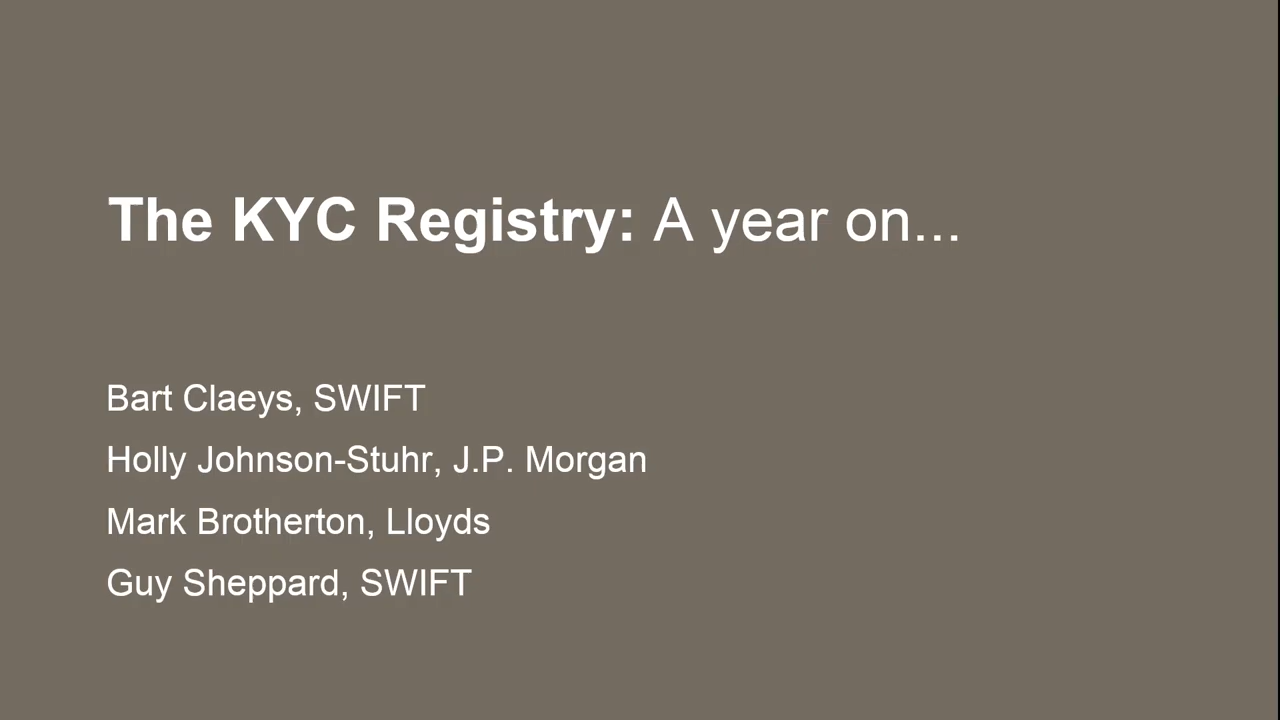 The KYC Registry: A year on...
Bart Claeys, SWIFT
Holly Johnson-Stuhr, J.P. Morgan
Mark Brotherton, Lloyds
Guy Sheppard, SWIFT